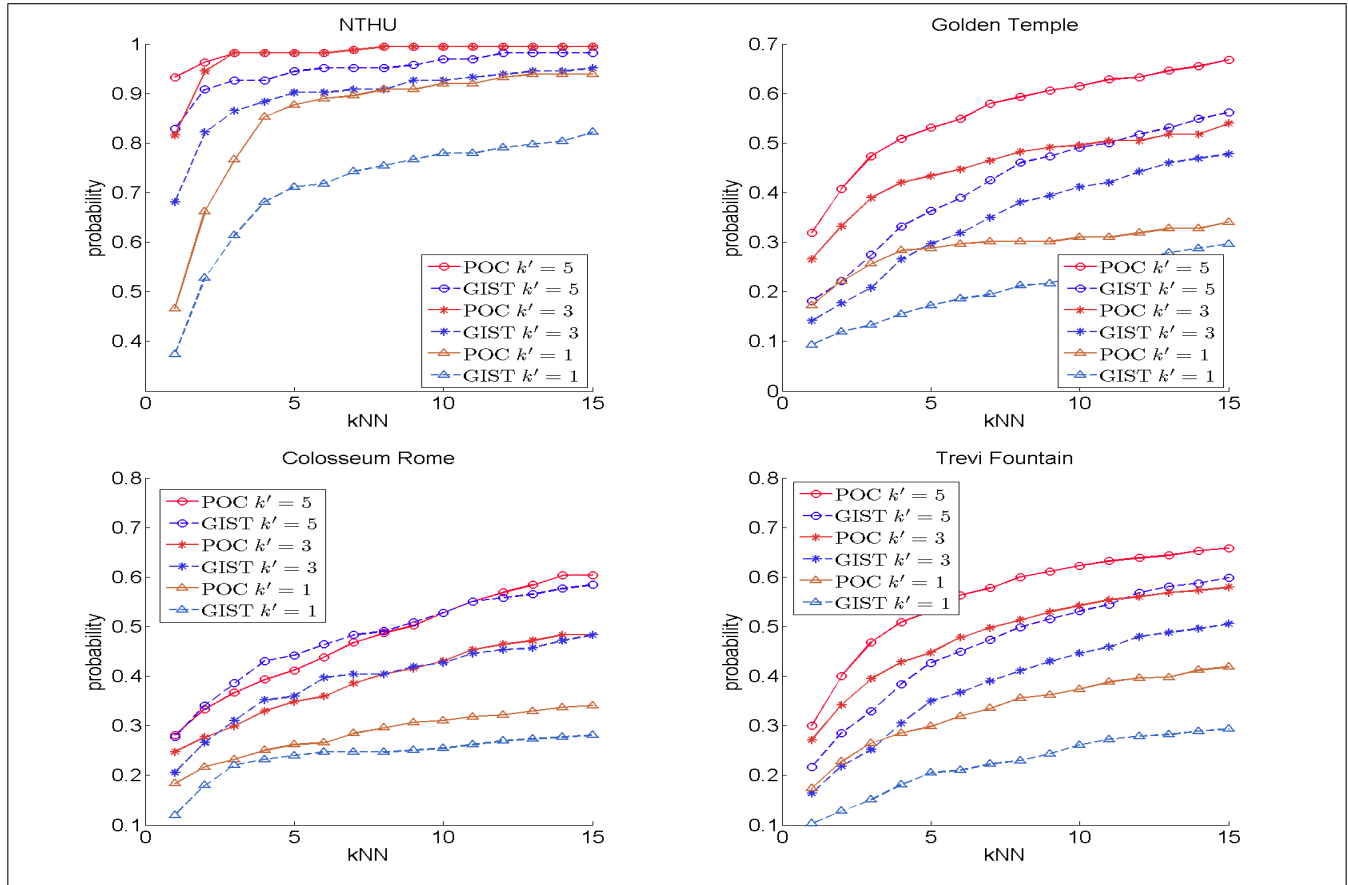 NTHU
1
0.9
0.8
0.7
0.6
0.5
0.4
probability
0
5
10
15
kNN
POC k′ = 5
GIST k′ = 5
POC k′ = 3
GIST k′ = 3
POC k′ = 1
GIST k′ = 1
Golden Temple
0.7
0.6
0.5
0.4
0.3
0.2
0.1
0
probability
0
5
10
15
kNN
POC k′ = 5
GIST k′ = 5
POC k′ = 3
GIST k′ = 3
POC k′ = 1
GIST k′ = 1
Colosseum Rome
0.8
0.7
0.6
0.5
0.4
0.3
0.2
0.1
probability
0
5
10
15
kNN
POC k′ = 5
GIST k′ = 5
POC k′ = 3
GIST k′ = 3
POC k′ = 1
GIST k′ = 1
Trevi Fountain
0.8
0.7
0.6
0.5
0.4
0.3
0.2
0.1
probability
0
5
10
15
kNN
POC k′ = 5
GIST k′ = 5
POC k′ = 3
GIST k′ = 3
POC k′ = 1
GIST k′ = 1